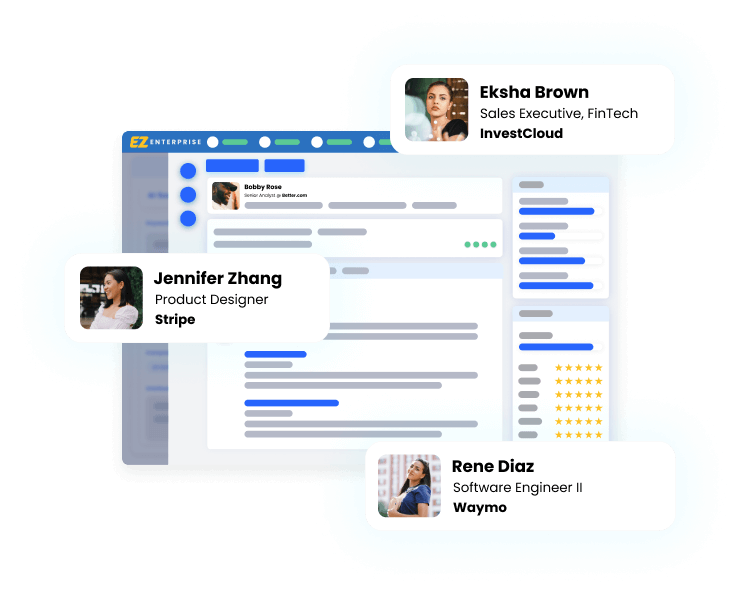 Eksha Brown
Sales Executive, FinTech
InvestCloud
EZ ENTERPRISE
Bobby Rose
Senior Analyst @ Better.com
Jennifer Zhang
Product Designer
Stripe
Rene Diaz
Software Engineer II
Waymo